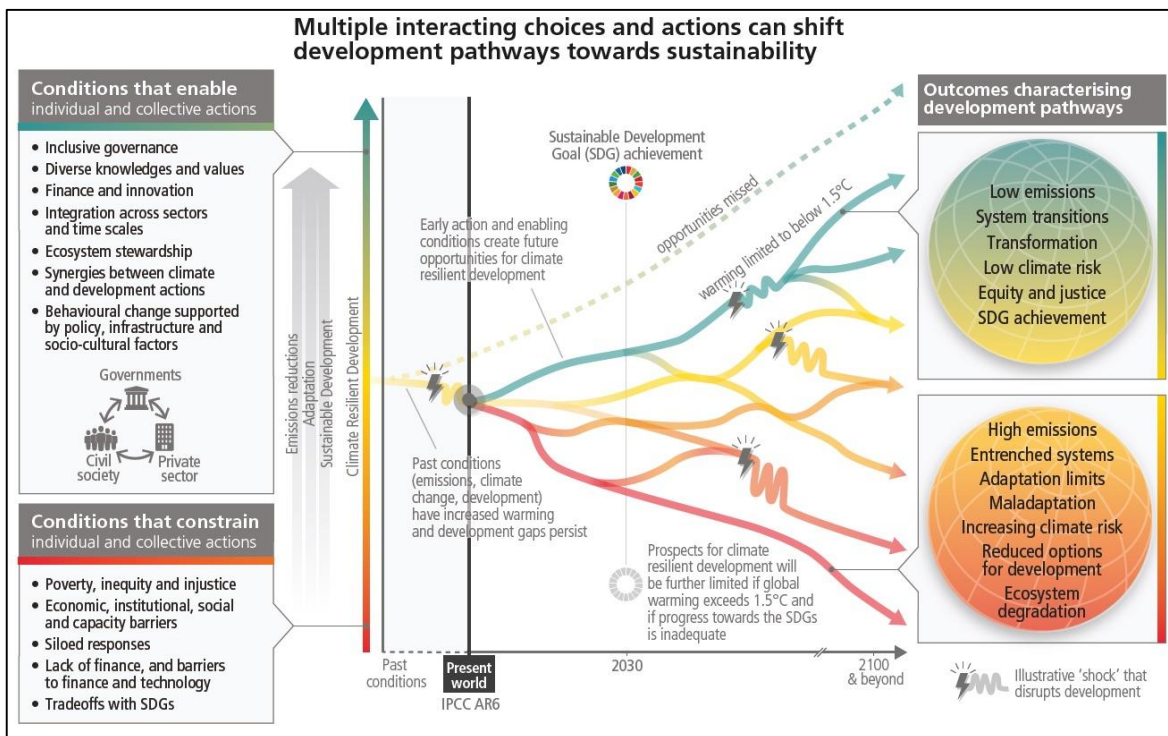 Multiple interacting choices and actions can shift
development pathways towards sustainability
Conditions that enable
individual and collective actions
• Inclusive governance
• Diverse knowledges and values
• Finance and innovation
• Integration across sectors
and time scales
• Ecosystem stewardship
• Synergies between climate
and development actions
• Behavioural change supported
by policy, infrastructure and
socio-cultural factors
Governments
Civil
society
Private
sector
Conditions that constrain
individual and collective actions
• Poverty, inequity and injustice
• Economic, institutional, social
and capacity barriers
• Siloed responses
• Lack of finance, and barriers
to finance and technology
• Tradeoffs with SDGs
Emissions reductions
Adaptation
Sustainable Development
Climate Resilient Development
Early action and enabling
conditions create future
opportunities for climate
resilient development
Past conditions
(emissions, climate
change, development)
have increased warming
and development gaps persist
Sustainable Development
Goal (SDG) achievement
opportunities missed
warming limited to below 1.5°C
Prospects for climate
resilient development will
be further limited if global
warming exceeds 1.5°C and
if progress towards the SDGs
is inadequate
Past
conditions
Present
world
IPCC AR6
2030
2100
& beyond
Outcomes characterising
development pathways
Low emissions
System transitions
Transformation
Low climate risk
Equity and justice
SDG achievement
High emissions
Entrenched systems
Adaptation limits
Maladaptation
Increasing climate risk
Reduced options
for development
Ecosystem
degradation
Illustrative 'shock' that
disrupts development